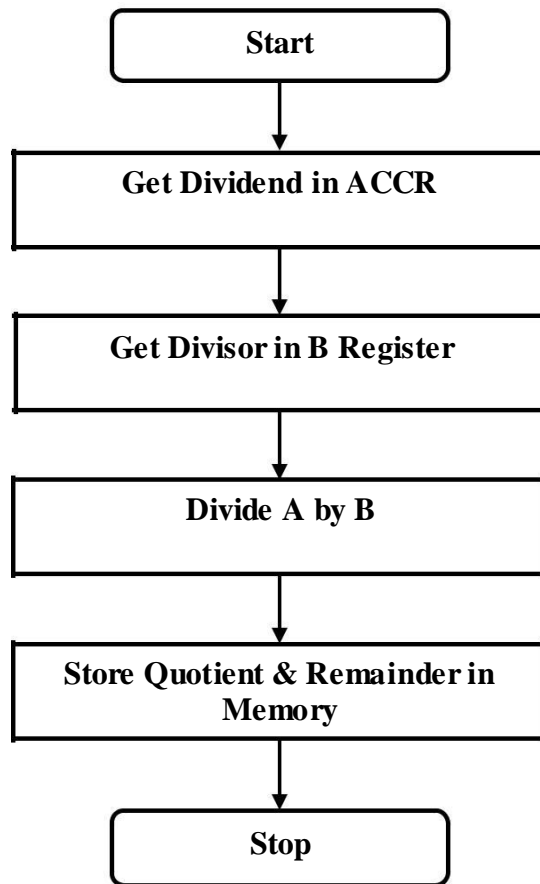 Start
Get Dividend in ACCR
Get Divisor in B Register
Divide A by B
Store Quotient & Remainder in
Memory
Stop